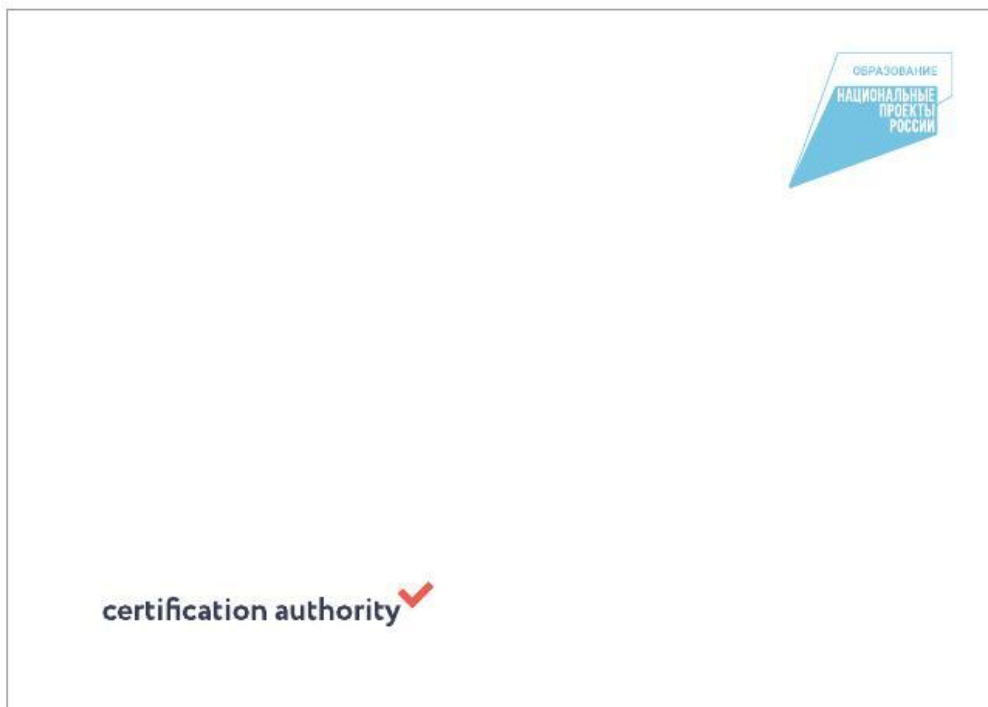 ОБРАЗОВАНИЕ
НАЦИОНАЛЬНЫЕ
ПРОЕКТЫ
РОССИИ
certification authority